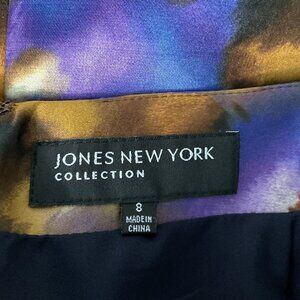 JONES NEW YORK
COLLECTION
8
MADE IN
CHINA